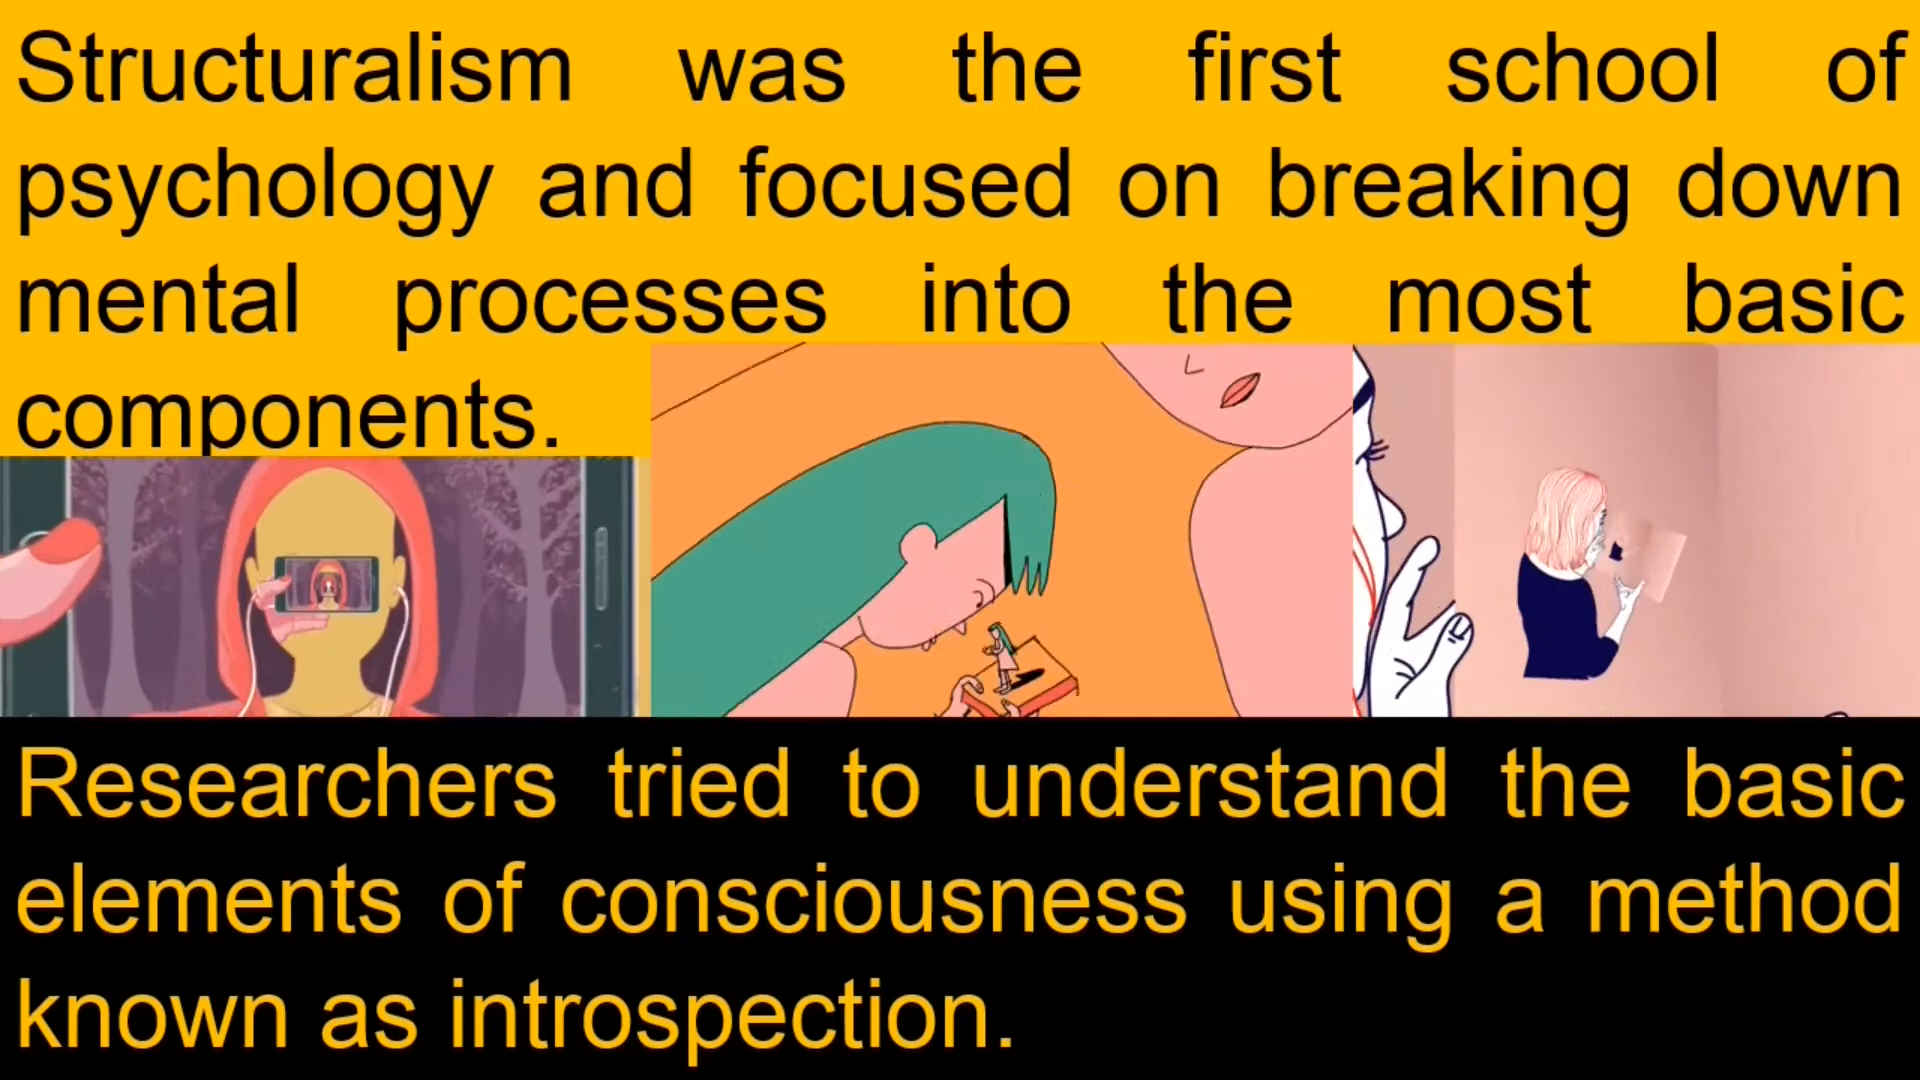 Structuralism was the first school of
psychology and focused on breaking down
mental processes into the most basic
components.
Researchers tried to understand the basic
elements of consciousness using a method
known as introspection.